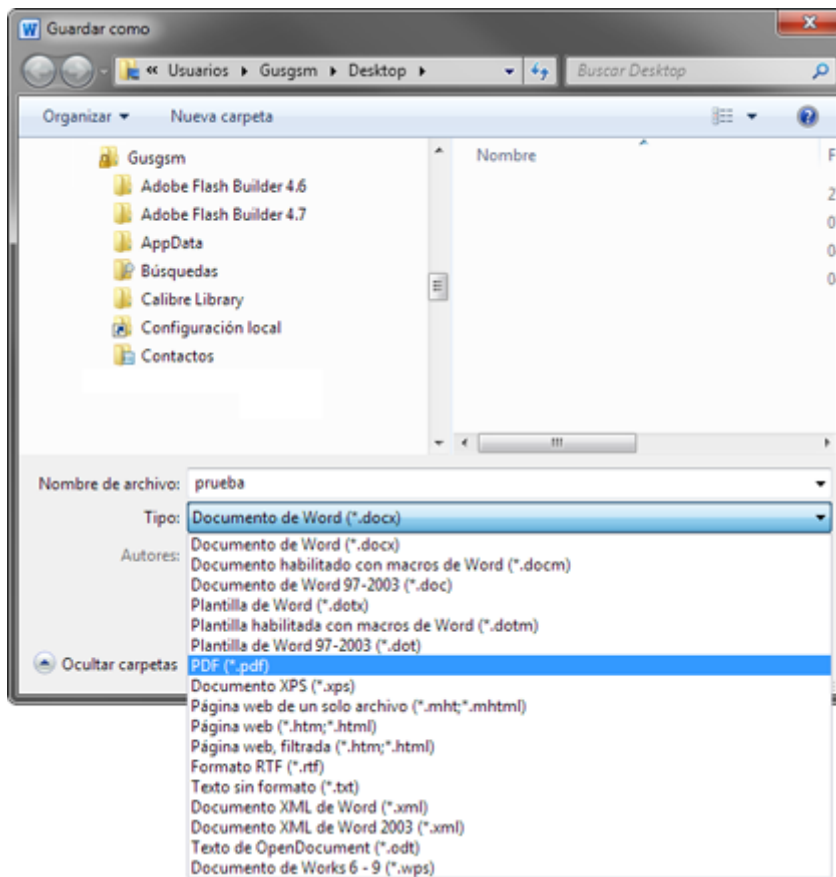 Guardar como
« Usuarios Gusgsm Desktop
Buscar Desktop
Organizar
Nueva carpeta
Gusgsm
Adobe Flash Builder 4.6
Adobe Flash Builder 4.7
AppData
Búsquedas
Calibre Library
Configuración local
Contactos
Nombre
F
2
0
0
0
Nombre de archivo: prueba
Tipo: Documento de Word (*.docx)
Autores:
Documento de Word (*.docx)
Documento habilitado con macros de Word (*.docm)
Documento de Word 97-2003 (*.doc)
Plantilla de Word (*.dotx)
Plantilla habilitada con macros de Word (*.dotm)
Plantilla de Word 97-2003 (*.dot)
Ocultar carpetas
PDF (*.pdf)
Documento XPS (*.xps)
Página web de un solo archivo (*.mht;*.mhtml)
Página web (*.htm;*.html)
Página web, filtrada (*.htm;*.html)
Formato RTF (*.rtf)
Texto sin formato (*.txt)
Documento XML de Word (*.xml)
Documento XML de Word 2003 (*.xml)
Texto de OpenDocument (*.odt)
Documento de Works 6 - 9 (*.wps)